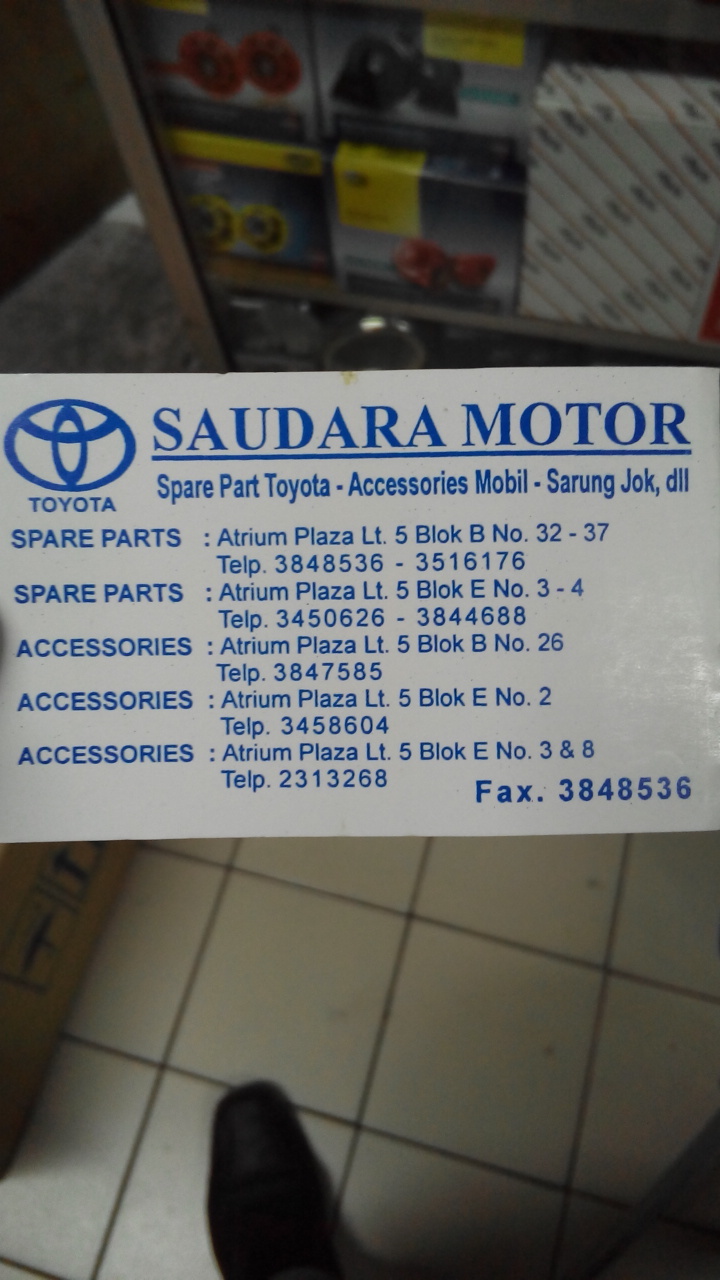 SAUDARA MOTOR
TOYOTA
Spare Part Toyota - Accessories Mobil - Sarung Jok, dll
SPARE PARTS : Atrium Plaza Lt. 5 Blok B No. 32 - 37
Telp. 3848536 - 3516176
SPARE PARTS : Atrium Plaza Lt. 5 Blok E No. 3 - 4
Telp. 3450626 - 3844688
ACCESSORIES : Atrium Plaza Lt. 5 Blok B No. 26
Telp. 3847585
ACCESSORIES : Atrium Plaza Lt. 5 Blok E No. 2
Telp. 3458604
ACCESSORIES : Atrium Plaza Lt. 5 Blok E No. 3 & 8
Telp. 2313268
Fax. 3848536